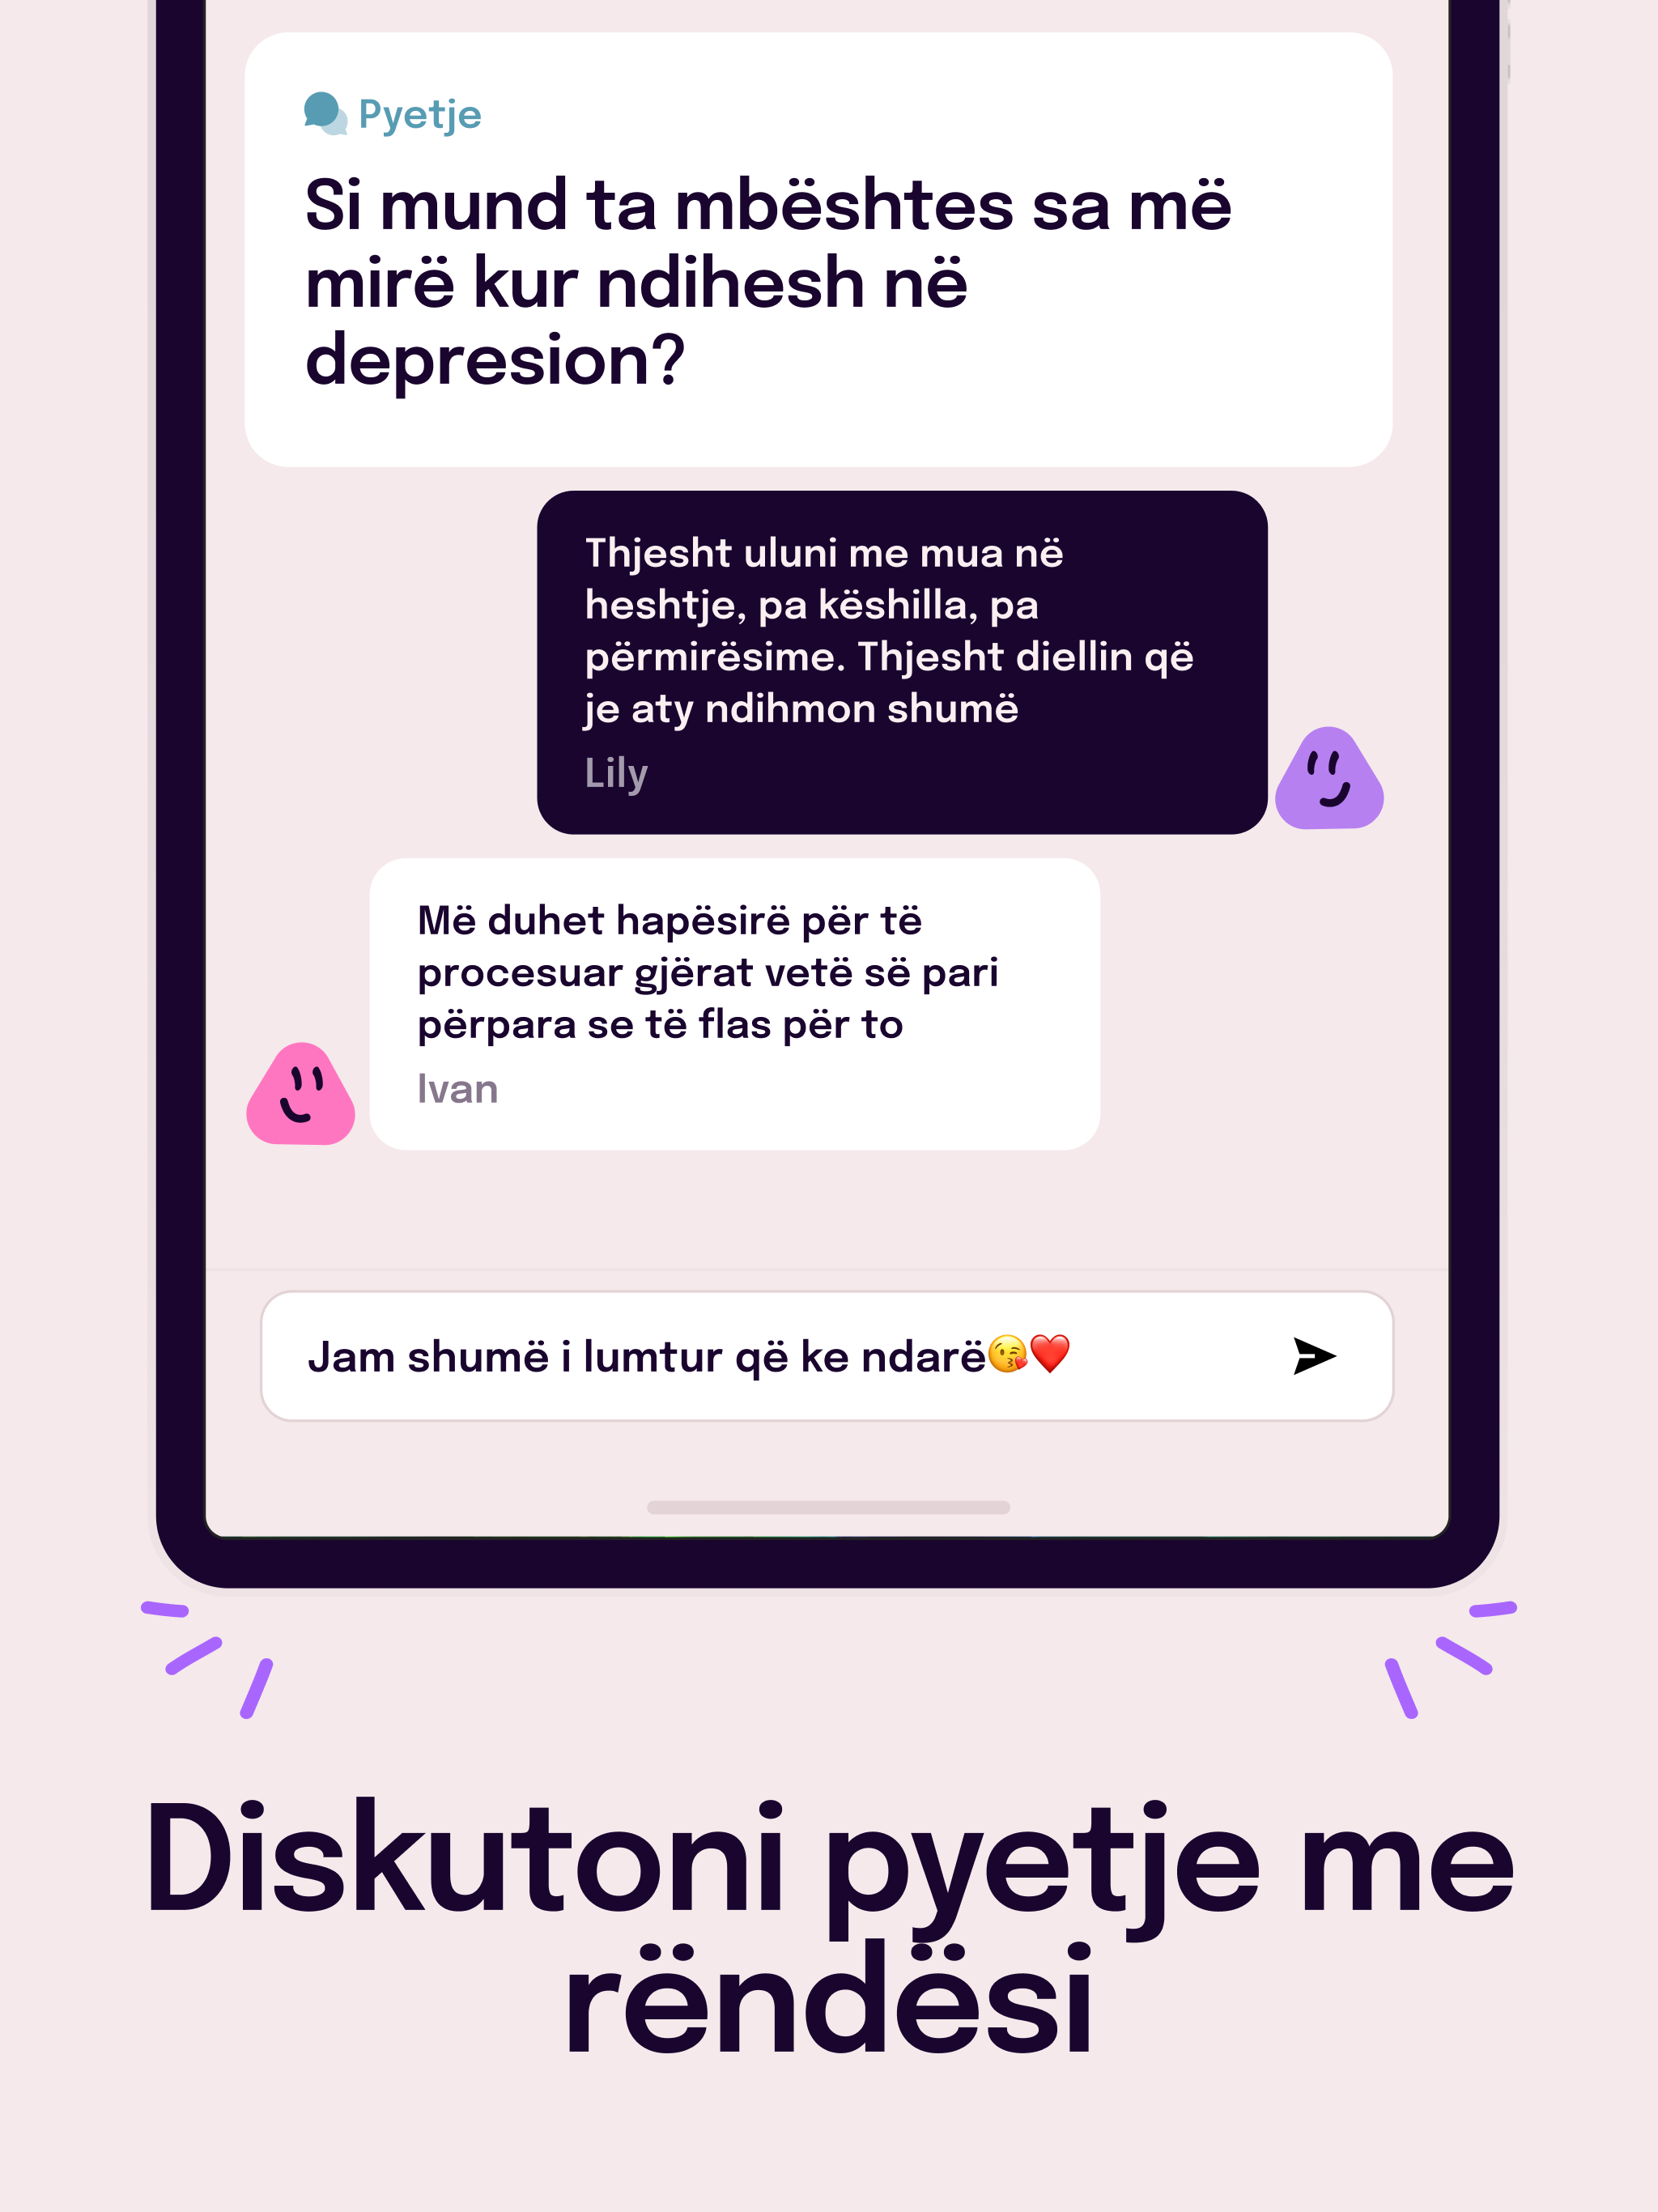 Pyetje
Si mund ta mbështes sa më
mirë kur ndihesh në
depresion?
Thjesht uluni me mua në
heshtje, pa këshilla, pa
përmirësime. Thjesht diellin që
je aty ndihmon shumë
Lily
Më duhet hapësirë për të
procesuar gjërat vetë së pari
përpara se të flas për to
Ivan
Jam shumë i lumtur që ke ndarë😘❤️
Diskutoni pyetje me
rëndësi